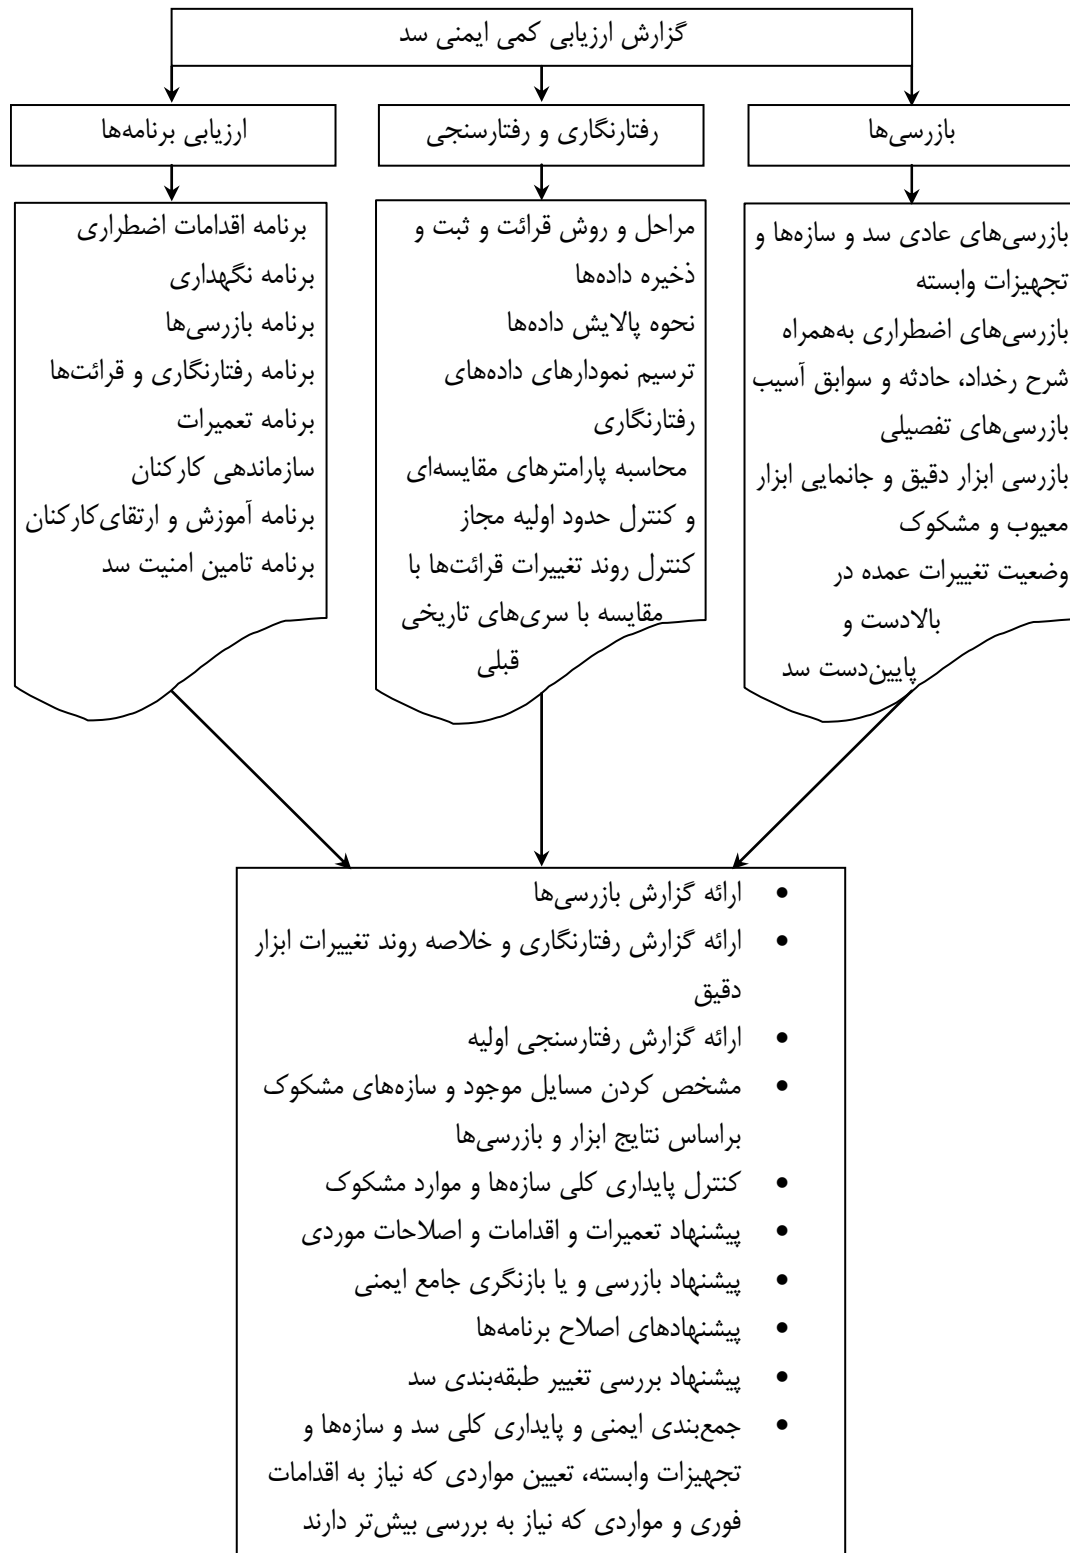 گزارش ارزیابی کمی ایمنی سد
بازرسی‌ها
رفتارنگاری و رفتارسنجی
ارزیابی برنامه‌ها
بازرسی‌های عادی سد و سازه‌ها و
تجهیزات وابسته
بازرسی‌های اضطراری به‌همراه
شرح رخداد، حادثه و سوابق آسیب
بازرسی‌های تفصیلی
بازرسی ابزار دقیق و جانمایی ابزار
معیوب و مشکوک
وضعیت تغییرات عمده در
بالادست و
پایین‌دست سد
مراحل و روش قرائت و ثبت و
ذخیره داده‌ها
نحوه پالایش داده‌ها
ترسیم نمودارهای داده‌های
رفتارنگاری
محاسبه پارامترهای مقایسه‌ای
و کنترل حدود اولیه مجاز
کنترل روند تغییرات قرائت‌ها با
مقایسه با سری‌های تاریخی
قبلی
برنامه اقدامات اضطراری
برنامه نگهداری
برنامه بازرسی‌ها
برنامه رفتارنگاری و قرائت‌ها
برنامه تعمیرات
سازماندهی کارکنان
برنامه آموزش و ارتقای‌کارکنان
برنامه تامین امنیت سد
• ارائه گزارش بازرسی‌ها
• ارائه گزارش رفتارنگاری و خلاصه روند تغییرات ابزار
دقیق
• ارائه گزارش رفتارسنجی اولیه
• مشخص کردن مسایل موجود و سازه‌های مشکوک
براساس نتایج ابزار و بازرسی‌ها
• کنترل پایداری کلی سازه‌ها و موارد مشکوک
• پیشنهاد تعمیرات و اقدامات و اصلاحات موردی
• پیشنهاد بازرسی و یا بازنگری جامع ایمنی
• پیشنهادهای اصلاح برنامه‌ها
• پیشنهاد بررسی تغییر طبقه‌بندی سد
• جمع‌بندی ایمنی و پایداری کلی سد و سازه‌ها و
تجهیزات وابسته، تعیین مواردی که نیاز به اقدامات
فوری و مواردی که نیاز به بررسی بیش‌تر دارند